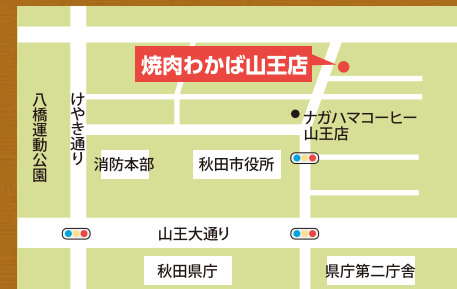 焼肉わかば山王店
八橋運動公園
けやき通り
ナガハマコーヒー
山王店
消防本部
秋田市役所
山王大通り
秋田県庁
県庁第二庁舎